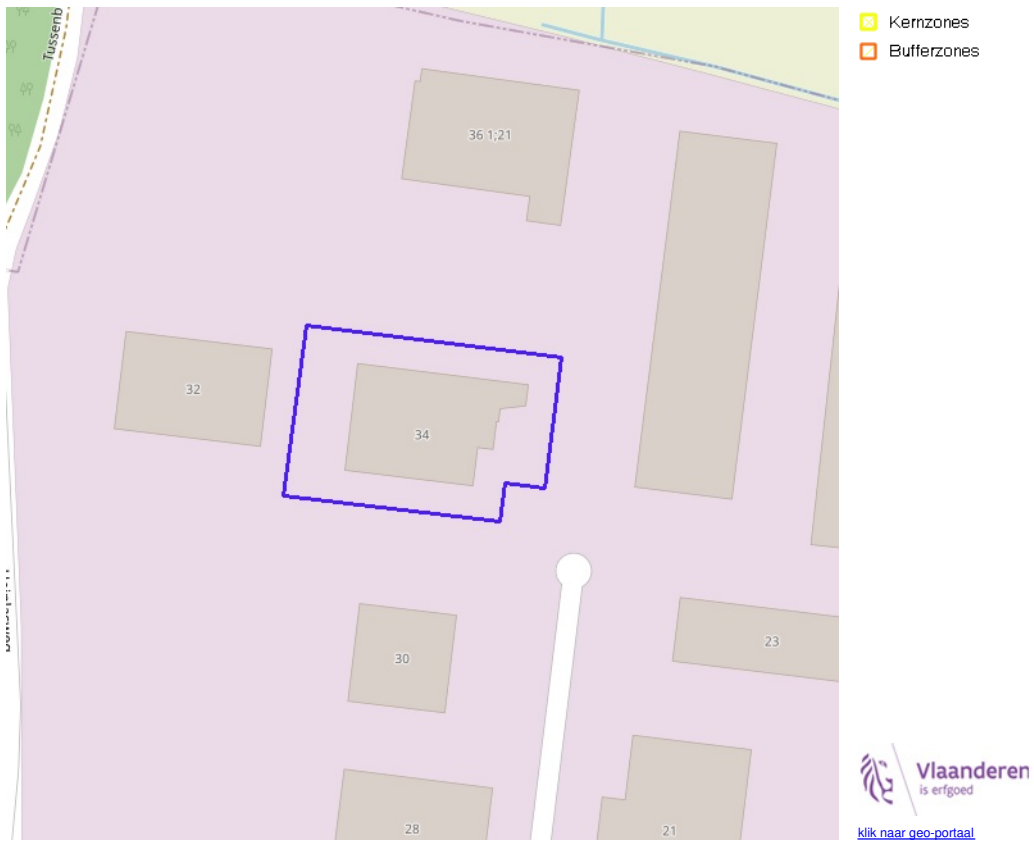 Kernzones
Bufferzones
Tussenb
36 1;21
32
34
30
23
28
21
Vlaanderen
is erfgoed
klik naar geo-portaal